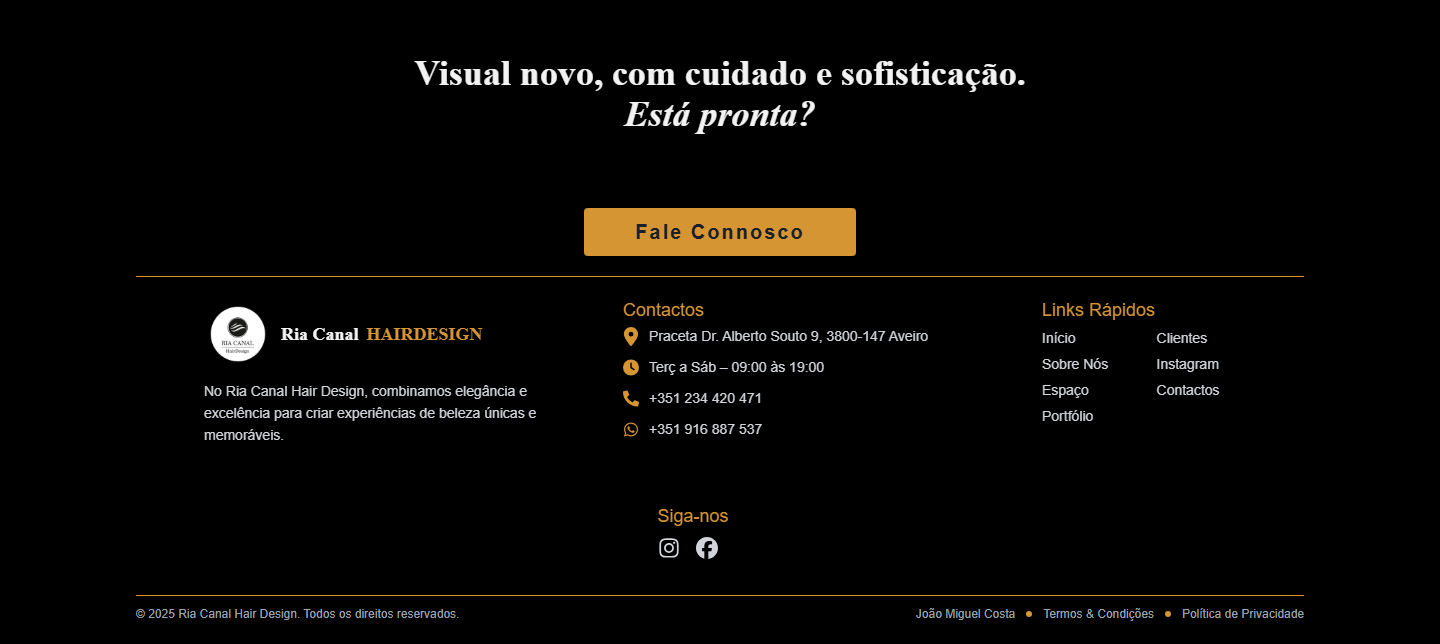 Visual novo, com cuidado e sofisticação.
Está pronta?
Fale Connosco
RIA CANAL
HairDesign
Ria Canal HAIRDESIGN
No Ria Canal Hair Design, combinamos elegância e
excelência para criar experiências de beleza únicas e
memoráveis.
Contactos
Praceta Dr. Alberto Souto 9, 3800-147 Aveiro
Terç a Sáb – 09:00 às 19:00
+351 234 420 471
+351 916 887 537
Links Rápidos
Início
Sobre Nós
Espaço
Portfólio
Clientes
Instagram
Contactos
Siga-nos
© 2025 Ria Canal Hair Design. Todos os direitos reservados.
João Miguel Costa ● Termos & Condições ● Política de Privacidade